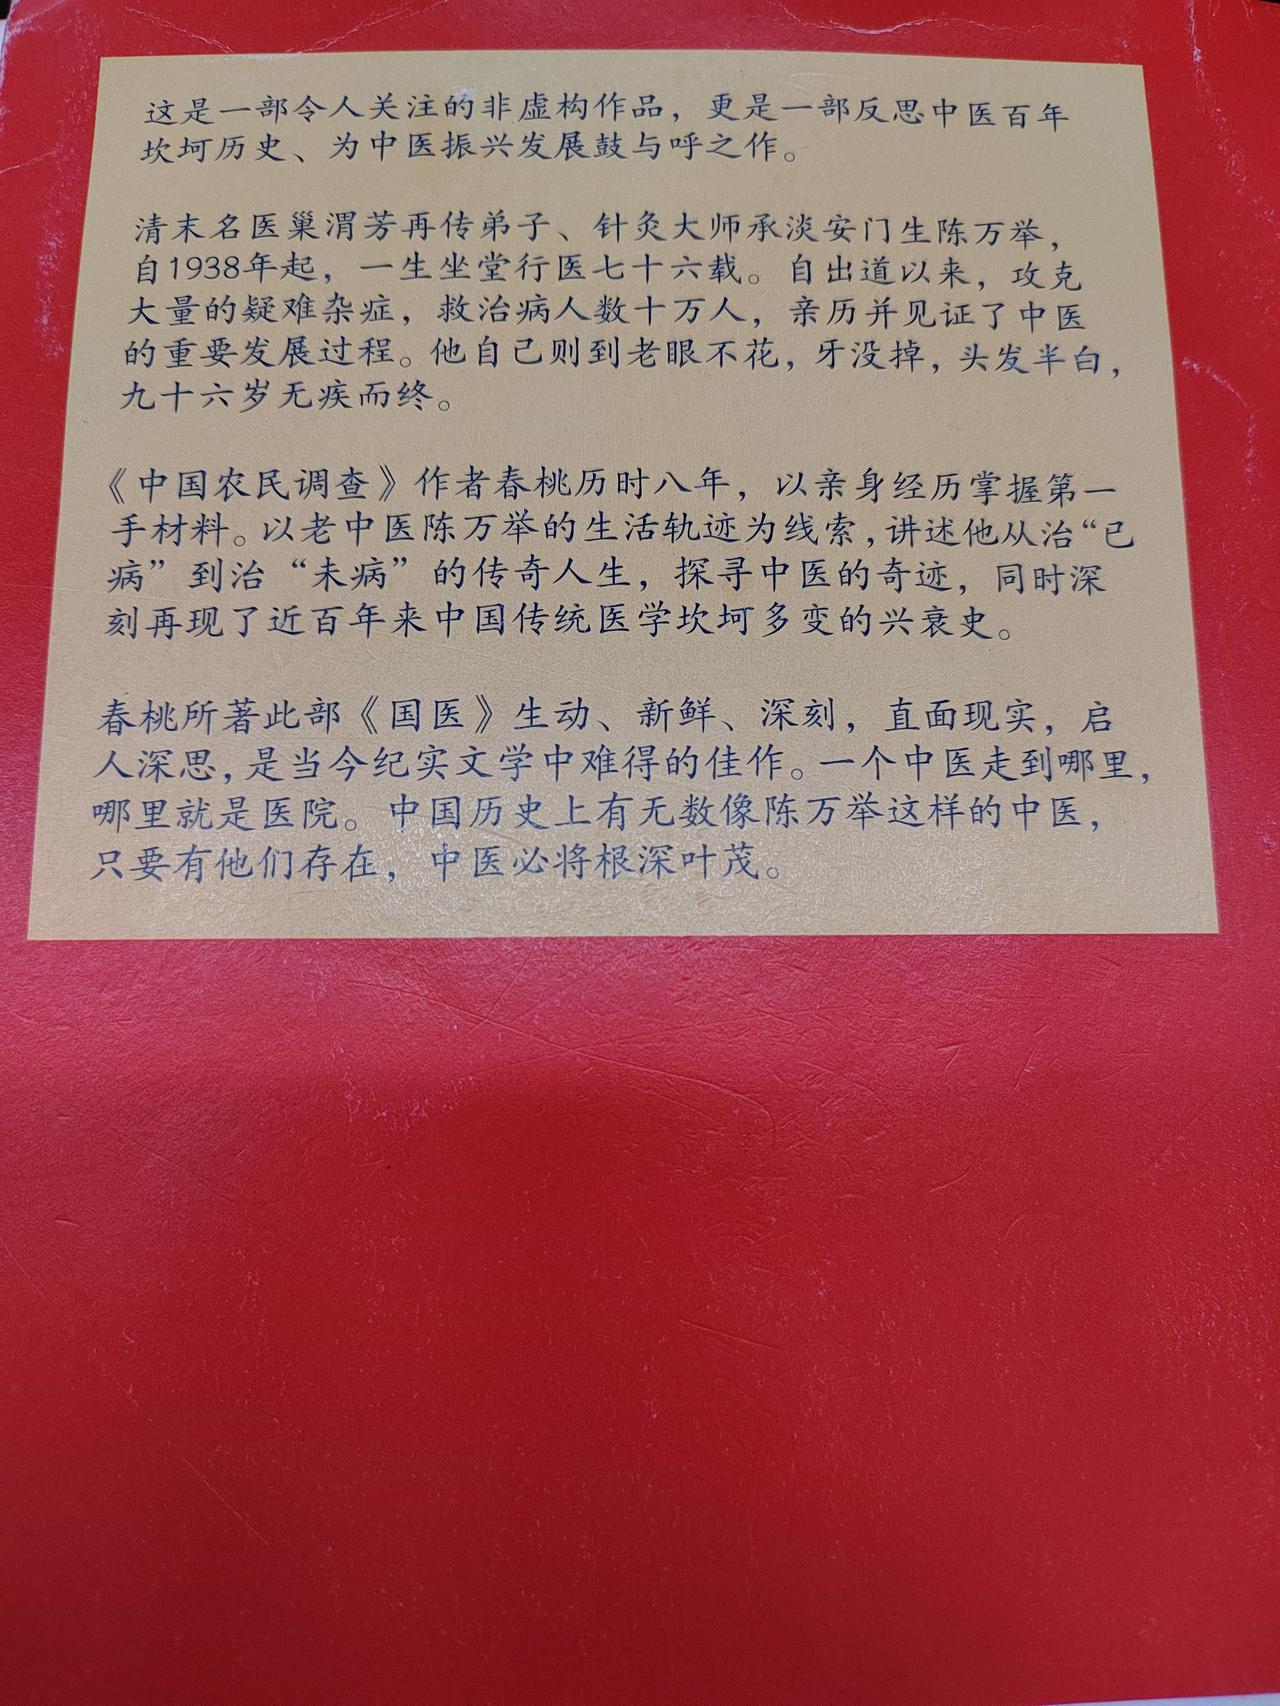 这是一部令人关注的非虚构作品，更是一部反思中医百年
坎坷历史、为中医振兴发展鼓与呼之作。
清末名医巢渭芳再传弟子、针灸大师承淡安门生陈万举，
自1938年起，一生坐堂行医七十六载。自出道以来，攻克
大量的疑难杂症，救治病人数十万人，亲历并见证了中医
的重要发展过程。他自己则到老眼不花，牙没掉，头发半白，
九十六岁无疾而终。
《中国农民调查》作者春桃历时八年，以亲身经历掌握第一
手材料。以老中医陈万举的生活轨迹为线索，讲述他从治“已
病”到治“未病”的传奇人生，探寻中医的奇迹，同时深
刻再现了近百年来中国传统医学坎坷多变的兴衰史。
春桃所著此部《国医》生动、新鲜、深刻，直面现实，启
人深思，是当今纪实文学中难得的佳作。一个中医走到哪里，
哪里就是医院。中国历史上有无数像陈万举这样的中医，
只要有他们存在，中医必将根深叶茂。